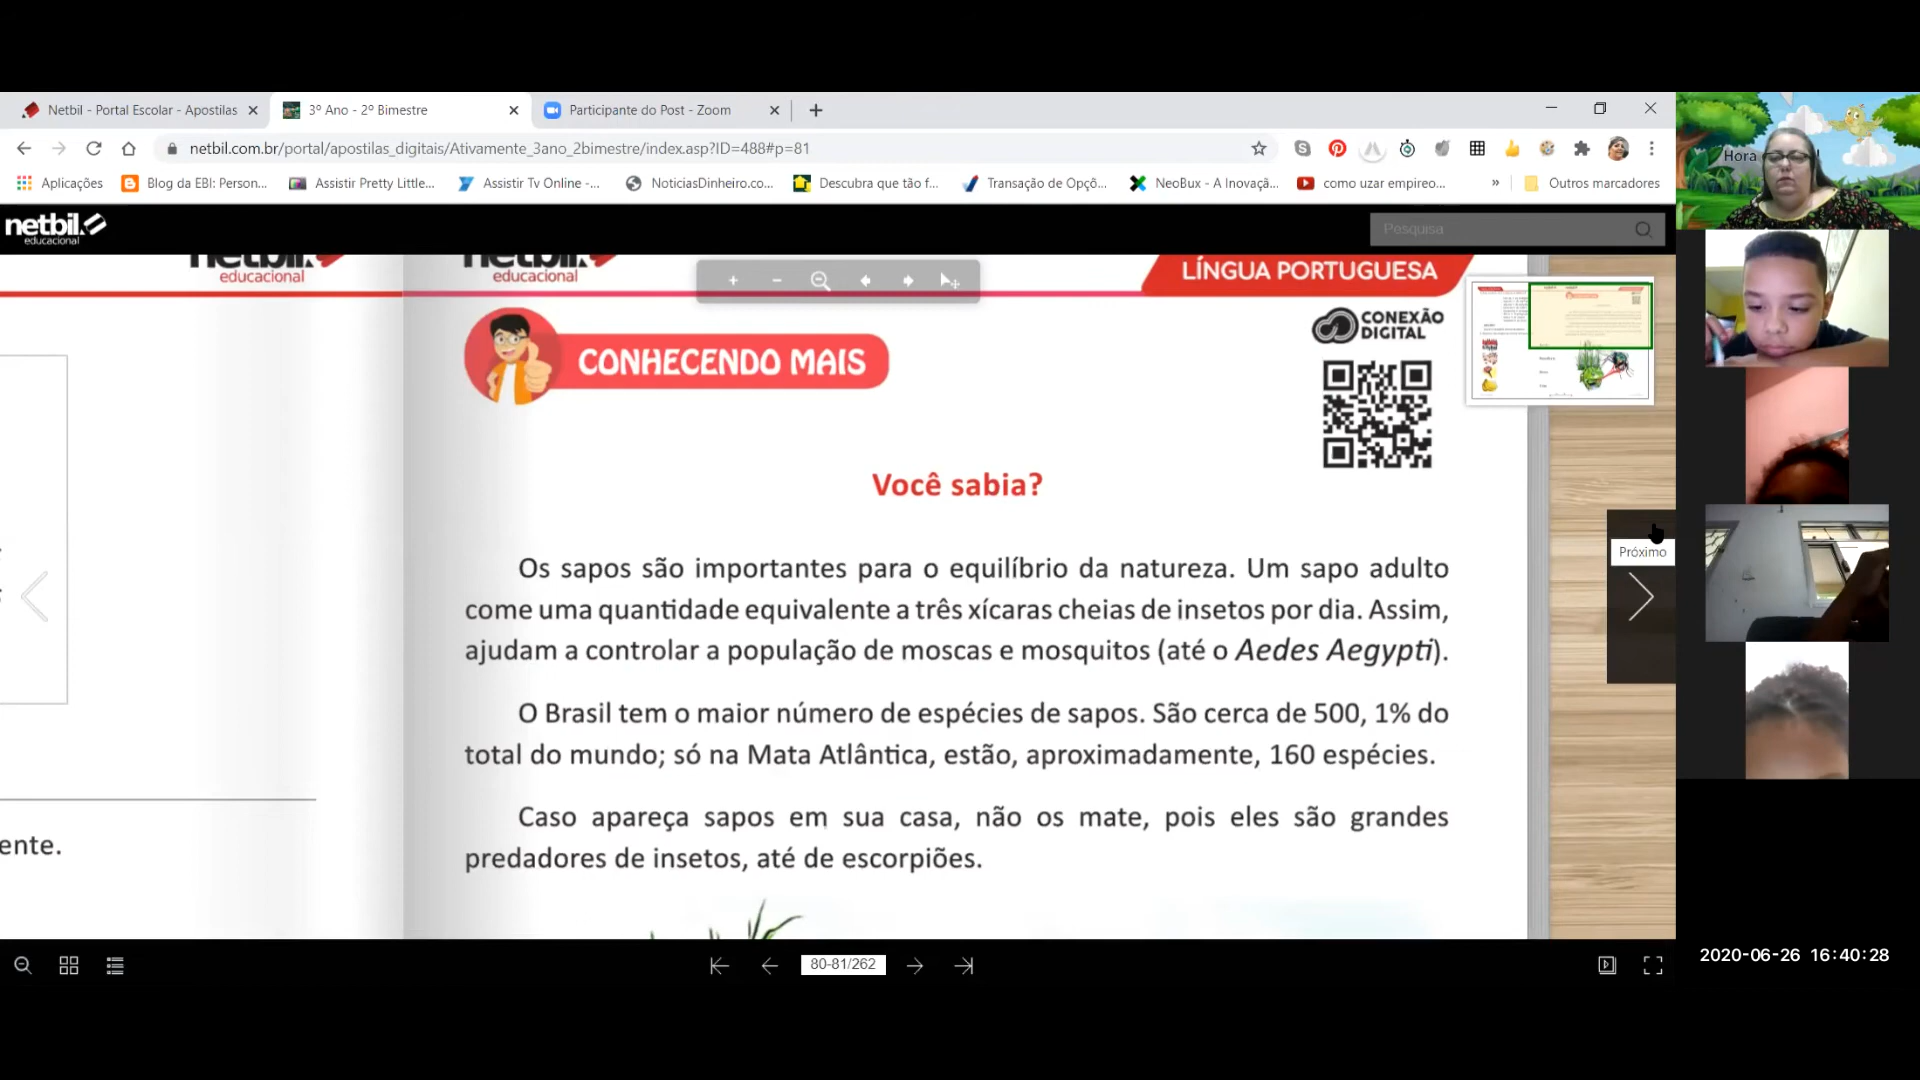 Netbil - Portal Escolar - Apostilas
3º Ano - 2º Bimestre
Participante do Post - Zoom
netbil.com.br/portal/apostilas_digitais/Ativamente_3ano_2bimestre/index.asp?ID=488#p=81
Aplicações
Blog da EBI: Person...
Assistir Pretty Little...
Assistir Tv Online -...
NoticiasDinheiro.co...
Descubra que tão f...
Transação de Opçõ...
NeoBux - A Inovaçã...
como uzar empireo...
»
Outros marcadores
Hora
netbil
educacional
Pesquisa
netbil
educacional
netbil
educacional
LÍNGUA PORTUGUESA
CONEXÃO
DIGITAL
CONHECENDO MAIS
Você sabia?
Os sapos são importantes para o equilíbrio da natureza. Um sapo adulto
come uma quantidade equivalente a três xícaras cheias de insetos por dia. Assim,
ajudam a controlar a população de moscas e mosquitos (até o Aedes Aegypti).
O Brasil tem o maior número de espécies de sapos. São cerca de 500, 1% do
total do mundo; só na Mata Atlântica, estão, aproximadamente, 160 espécies.
Caso apareça sapos em sua casa, não os mate, pois eles são grandes
predadores de insetos, até de escorpiões.
ente.
Próximo
80-81/262
2020-06-26 16:40:28